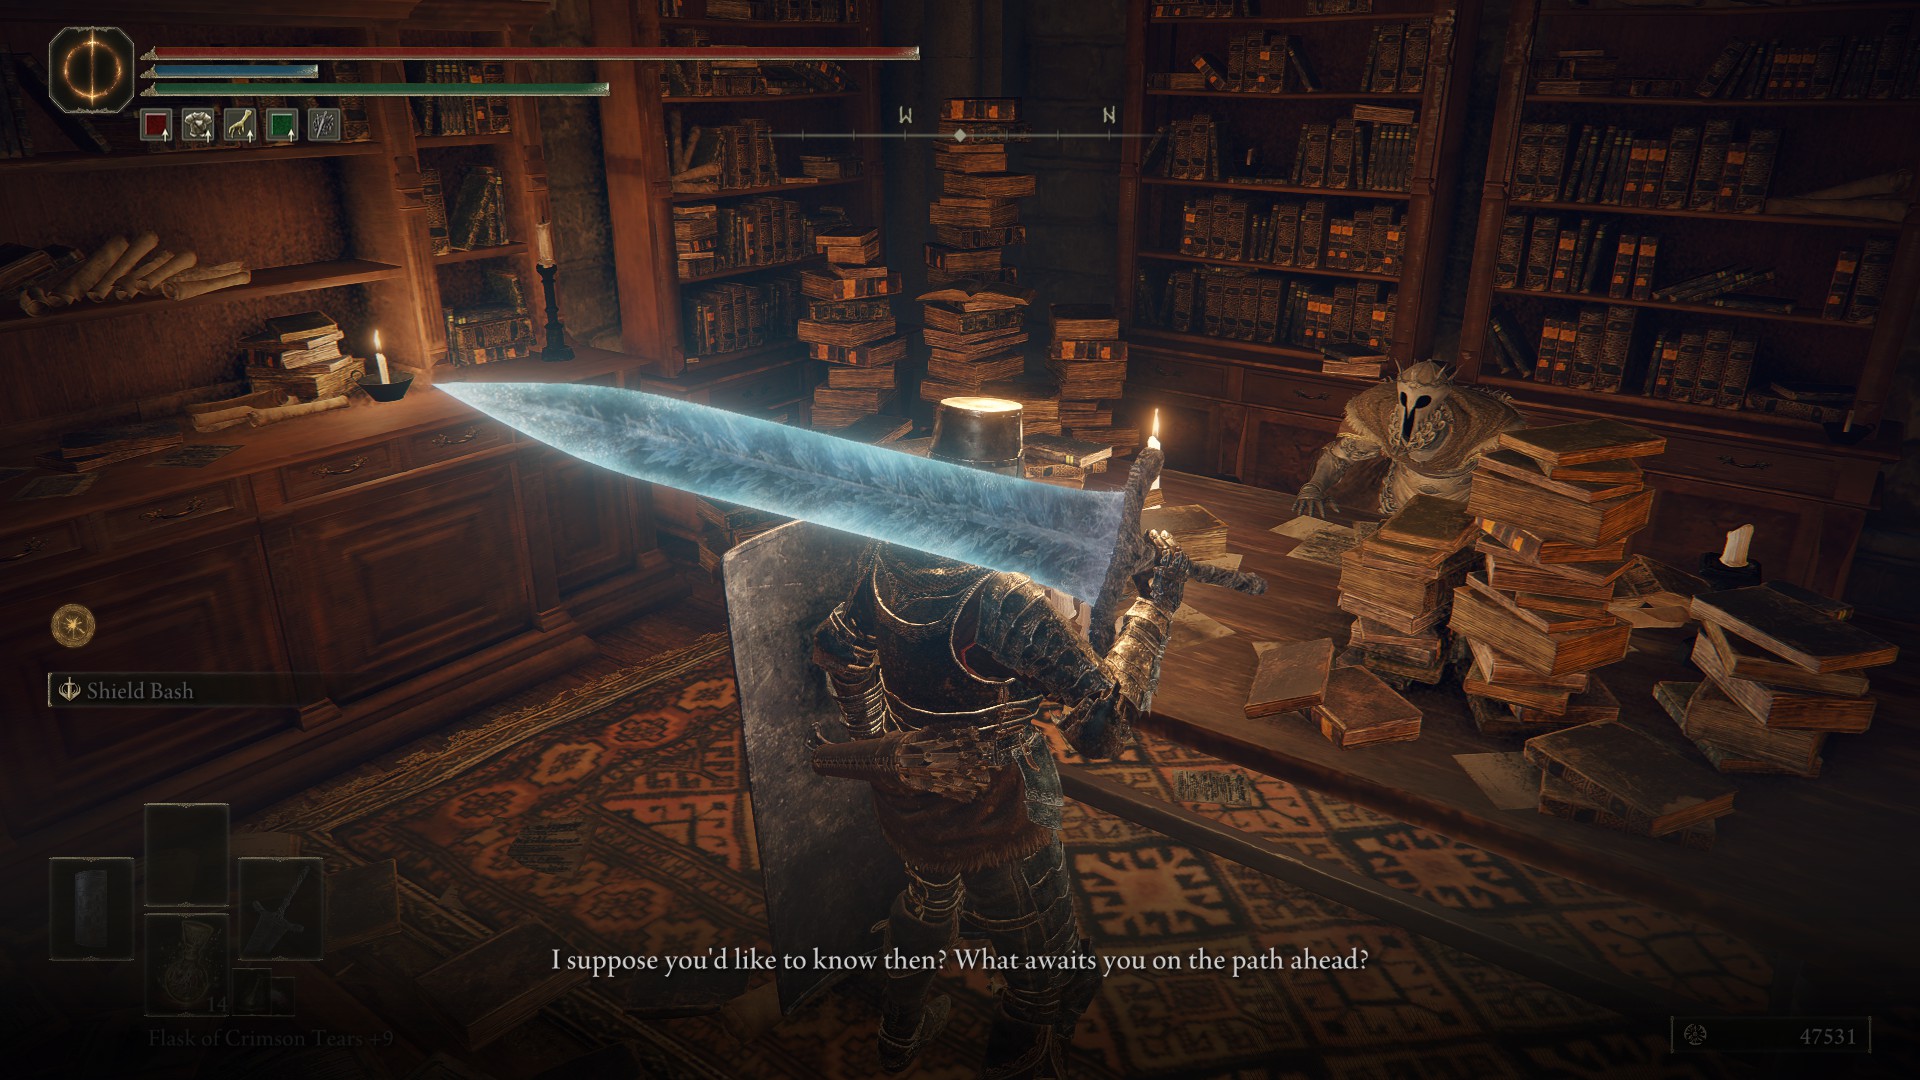 W N
Shield Bash
I suppose you'd like to know then? What awaits you on the path ahead?
14
Flask of Crimson Tears +9
47531